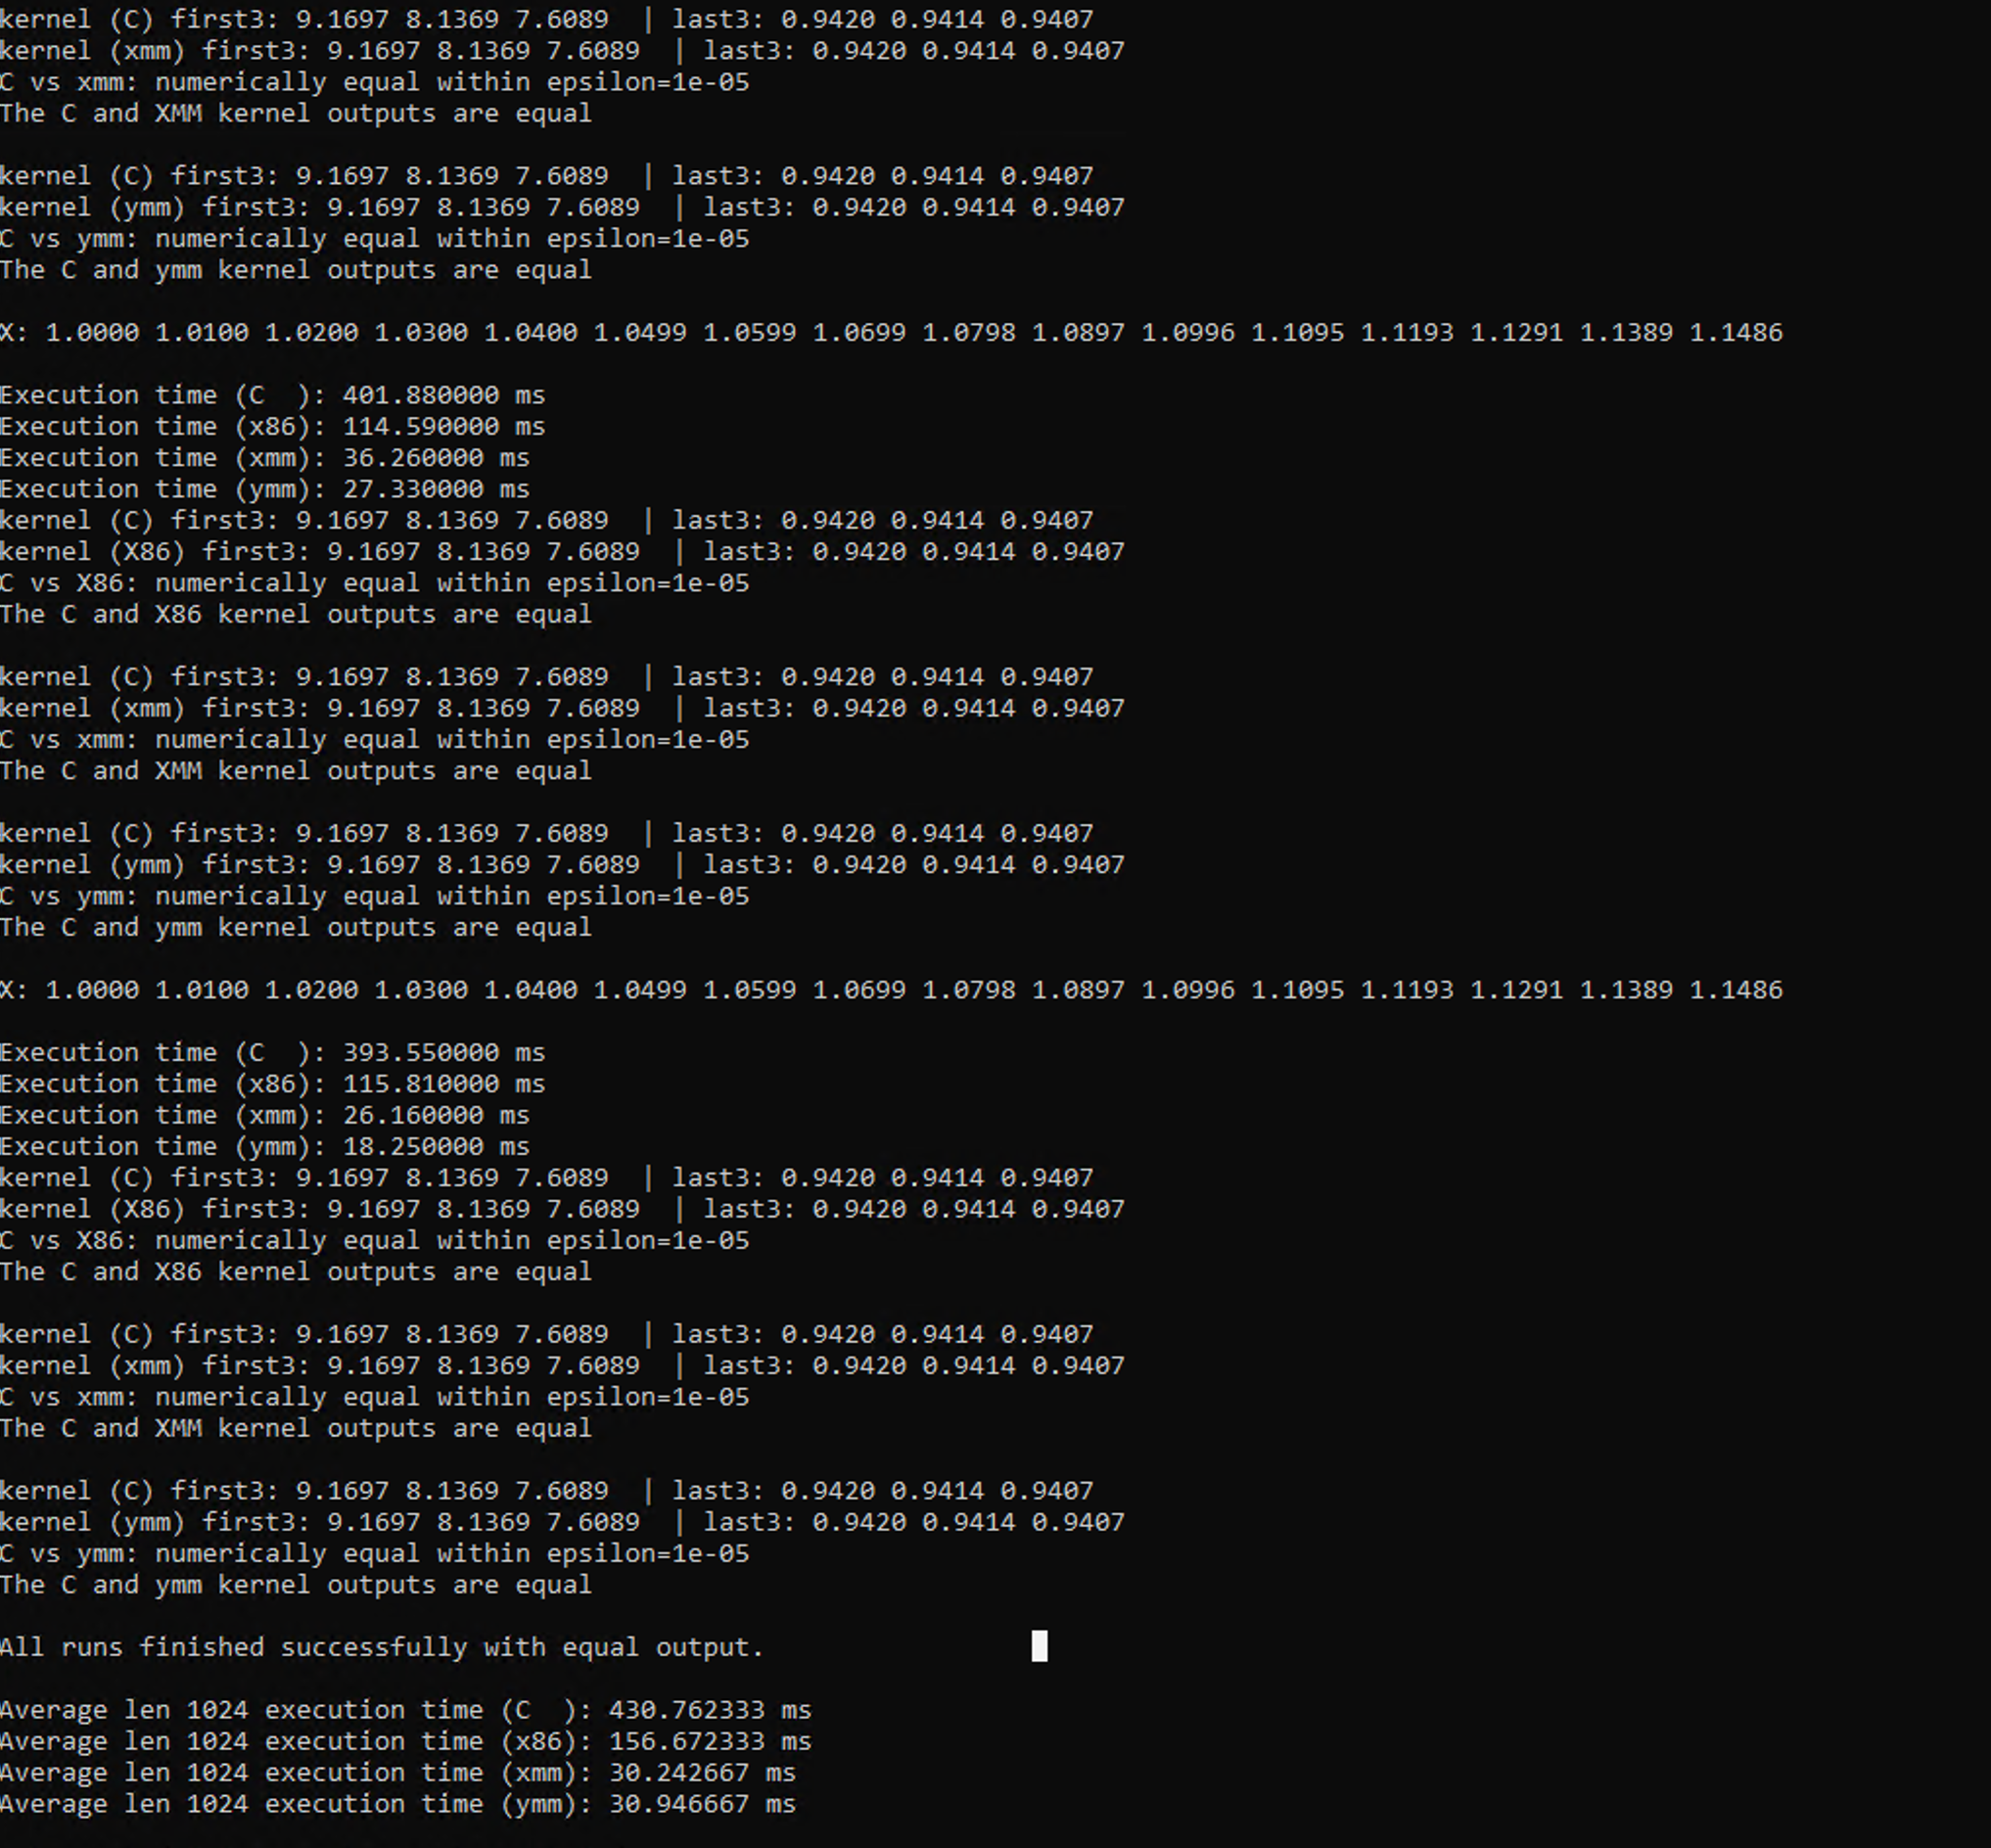 kernel (C) first3: 9.1697 8.1369 7.6089  | last3: 0.9420 0.9414 0.9407
kernel (xmm) first3: 9.1697 8.1369 7.6089  | last3: 0.9420 0.9414 0.9407
C vs xmm: numerically equal within epsilon=1e-05
The C and XMM kernel outputs are equal
kernel (C) first3: 9.1697 8.1369 7.6089  | last3: 0.9420 0.9414 0.9407
kernel (ymm) first3: 9.1697 8.1369 7.6089  | last3: 0.9420 0.9414 0.9407
C vs ymm: numerically equal within epsilon=1e-05
The C and ymm kernel outputs are equal
X: 1.0000 1.0100 1.0200 1.0300 1.0400 1.0499 1.0599 1.0699 1.0798 1.0897 1.0996 1.1095 1.1193 1.1291 1.1389 1.1486
Execution time (C  ): 401.880000 ms
Execution time (x86): 114.590000 ms
Execution time (xmm): 36.260000 ms
Execution time (ymm): 27.330000 ms
kernel (C) first3: 9.1697 8.1369 7.6089  | last3: 0.9420 0.9414 0.9407
kernel (X86) first3: 9.1697 8.1369 7.6089  | last3: 0.9420 0.9414 0.9407
C vs X86: numerically equal within epsilon=1e-05
The C and X86 kernel outputs are equal
kernel (C) first3: 9.1697 8.1369 7.6089  | last3: 0.9420 0.9414 0.9407
kernel (xmm) first3: 9.1697 8.1369 7.6089  | last3: 0.9420 0.9414 0.9407
C vs xmm: numerically equal within epsilon=1e-05
The C and XMM kernel outputs are equal
kernel (C) first3: 9.1697 8.1369 7.6089  | last3: 0.9420 0.9414 0.9407
kernel (ymm) first3: 9.1697 8.1369 7.6089  | last3: 0.9420 0.9414 0.9407
C vs ymm: numerically equal within epsilon=1e-05
The C and ymm kernel outputs are equal
X: 1.0000 1.0100 1.0200 1.0300 1.0400 1.0499 1.0599 1.0699 1.0798 1.0897 1.0996 1.1095 1.1193 1.1291 1.1389 1.1486
Execution time (C  ): 393.550000 ms
Execution time (x86): 115.810000 ms
Execution time (xmm): 26.160000 ms
Execution time (ymm): 18.250000 ms
kernel (C) first3: 9.1697 8.1369 7.6089  | last3: 0.9420 0.9414 0.9407
kernel (X86) first3: 9.1697 8.1369 7.6089  | last3: 0.9420 0.9414 0.9407
C vs X86: numerically equal within epsilon=1e-05
The C and X86 kernel outputs are equal
kernel (C) first3: 9.1697 8.1369 7.6089  | last3: 0.9420 0.9414 0.9407
kernel (xmm) first3: 9.1697 8.1369 7.6089  | last3: 0.9420 0.9414 0.9407
C vs xmm: numerically equal within epsilon=1e-05
The C and XMM kernel outputs are equal
kernel (C) first3: 9.1697 8.1369 7.6089  | last3: 0.9420 0.9414 0.9407
kernel (ymm) first3: 9.1697 8.1369 7.6089  | last3: 0.9420 0.9414 0.9407
C vs ymm: numerically equal within epsilon=1e-05
The C and ymm kernel outputs are equal
All runs finished successfully with equal output.
Average len 1024 execution time (C  ): 430.762333 ms
Average len 1024 execution time (x86): 156.672333 ms
Average len 1024 execution time (xmm): 30.242667 ms
Average len 1024 execution time (ymm): 30.946667 ms